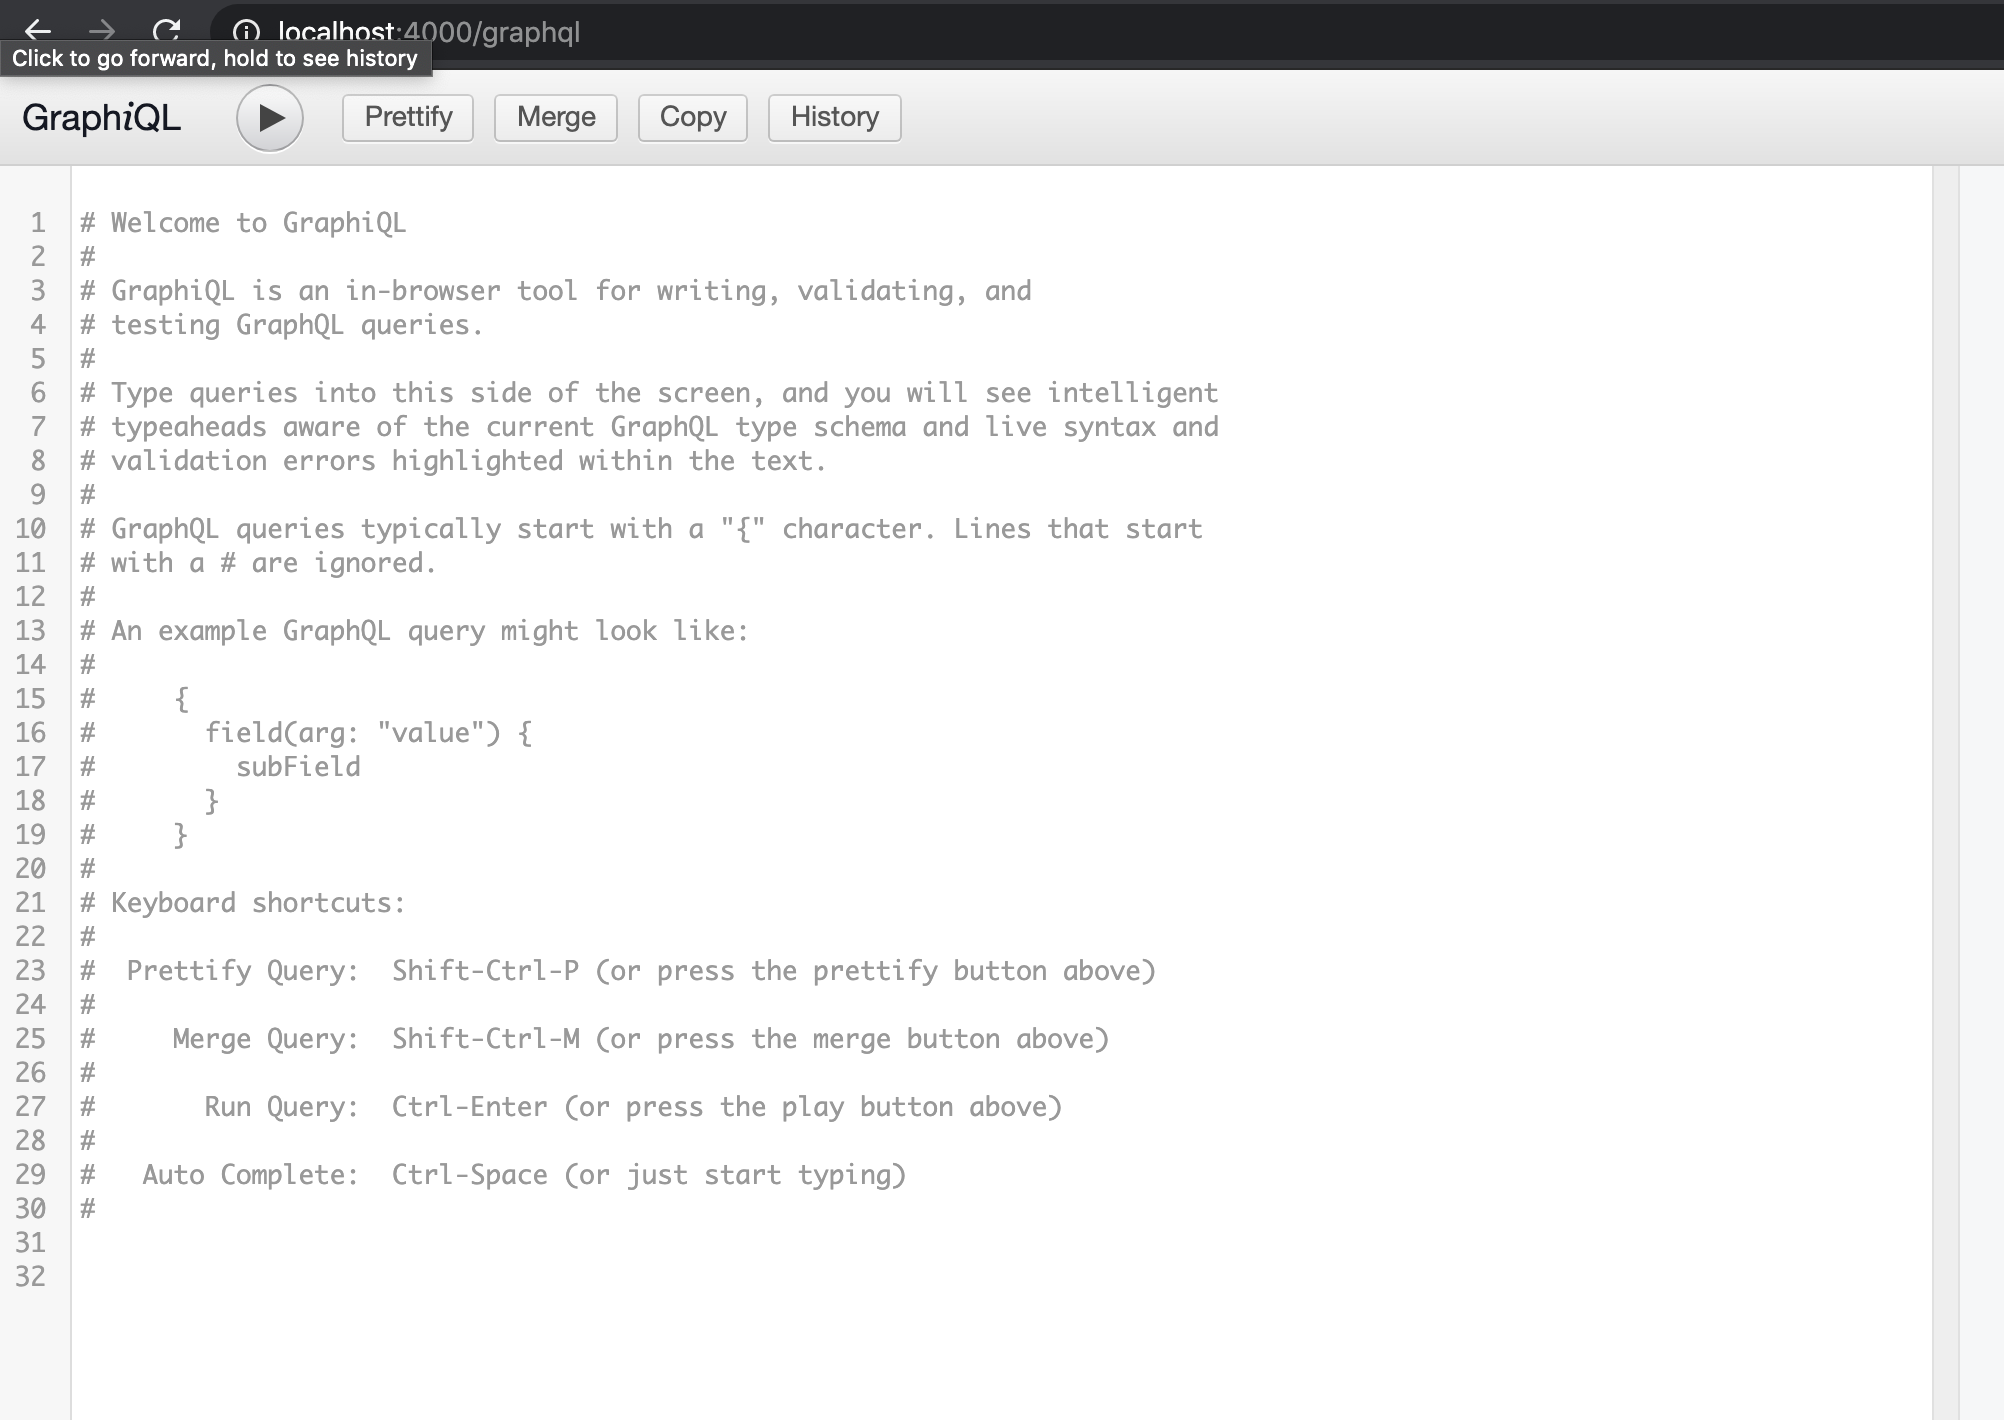 localhost:4000/graphql
Click to go forward, hold to see history
GraphiQL
Prettify
Merge
Copy
History
1 # Welcome to GraphiQL
2 #
3 # GraphiQL is an in-browser tool for writing, validating, and
4 # testing GraphQL queries.
5 #
6 # Type queries into this side of the screen, and you will see intelligent
7 # typeaheads aware of the current GraphQL type schema and live syntax and
8 # validation errors highlighted within the text.
9 #
10 # GraphQL queries typically start with a "{" character. Lines that start
11 # with a # are ignored.
12 #
13 # An example GraphQL query might look like:
14 #
15 #     {
16 #       field(arg: "value") {
17 #         subField
18 #       }
19 #     }
20 #
21 # Keyboard shortcuts:
22 #
23 #  Prettify Query:  Shift-Ctrl-P (or press the prettify button above)
24 #
25 #     Merge Query:  Shift-Ctrl-M (or press the merge button above)
26 #
27 #       Run Query:  Ctrl-Enter (or press the play button above)
28 #
29 #   Auto Complete:  Ctrl-Space (or just start typing)
30 #
31
32